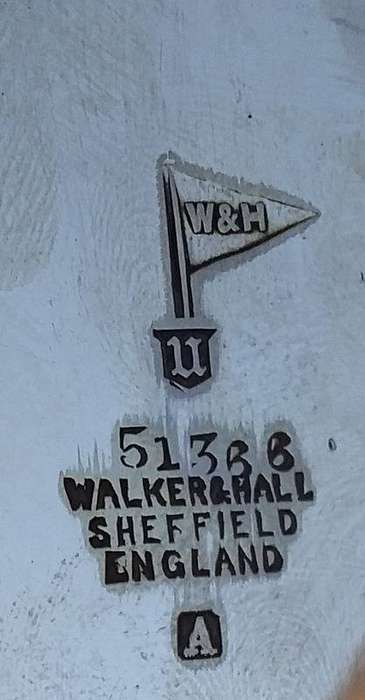 W&H
U
51366
WALKER&HALL
SHEFFIELD
ENGLAND
A